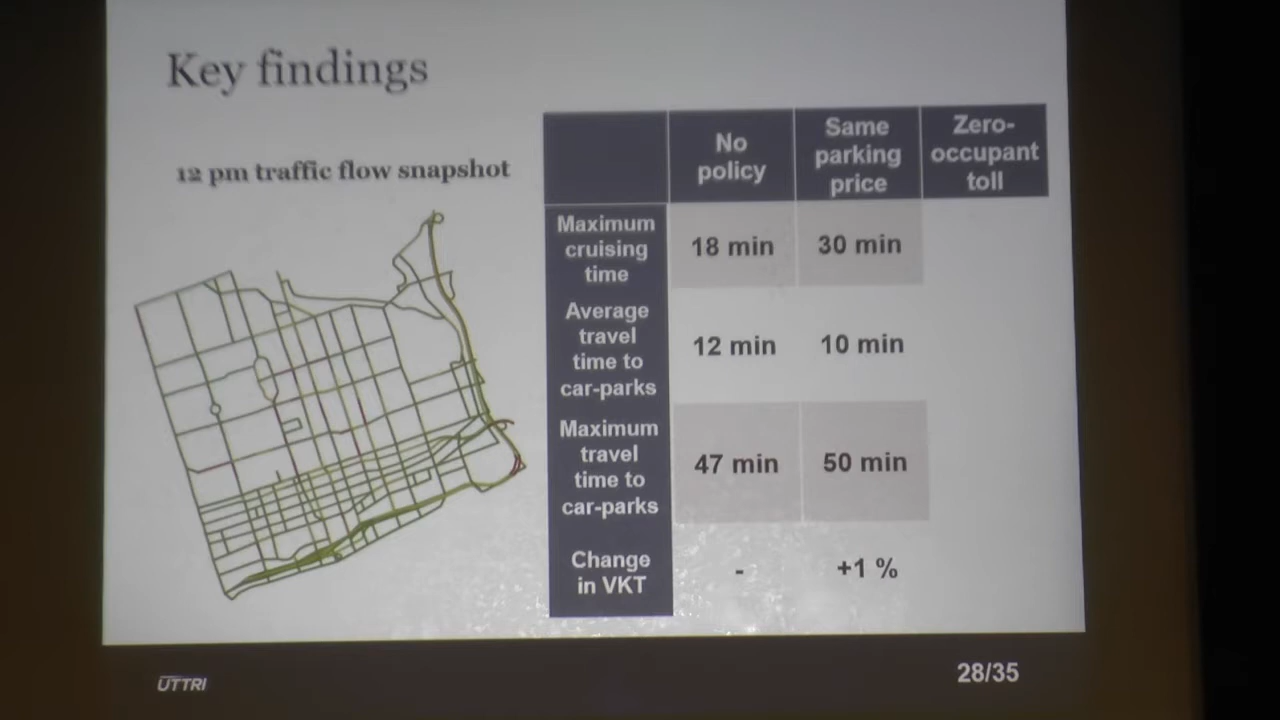 Key findings
12 pm traffic flow snapshot
No
policy
Same
parking
price
Zero-
occupant
toll
Maximum
cruising
time
18 min
30 min
Average
travel
time to
car-parks
12 min
10 min
Maximum
travel
time to
car-parks
47 min
50 min
Change
in VKT
-
+1 %
UTTRI
28/35